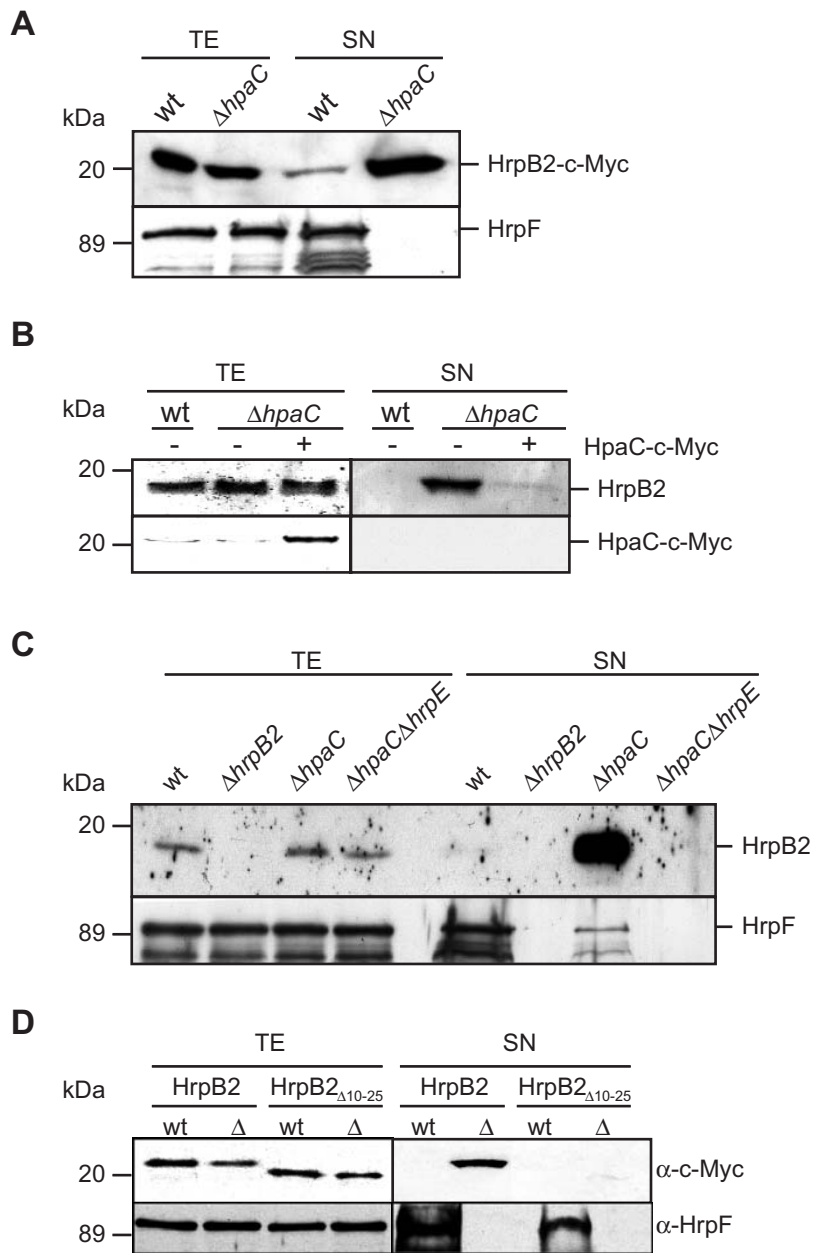 A
TE SN
kDa wt ΔhpaC wt ΔhpaC
20 HrpB2-c-Myc
89 HrpF
B
TE SN
kDa wt ΔhpaC wt ΔhpaC
- - + - - + HpaC-c-Myc
20 HrpB2
20 HpaC-c-Myc
C
TE SN
kDa wt ΔhrpB2 ΔhpaC ΔhpaCΔhrpE wt ΔhrpB2 ΔhpaC ΔhpaCΔhrpE
20 HrpB2
89 HrpF
D
TE SN
kDa HrpB2 HrpB2Δ10-25 HrpB2 HrpB2Δ10-25
wt Δ wt Δ wt Δ wt Δ
20 α-c-Myc
89 α-HrpF